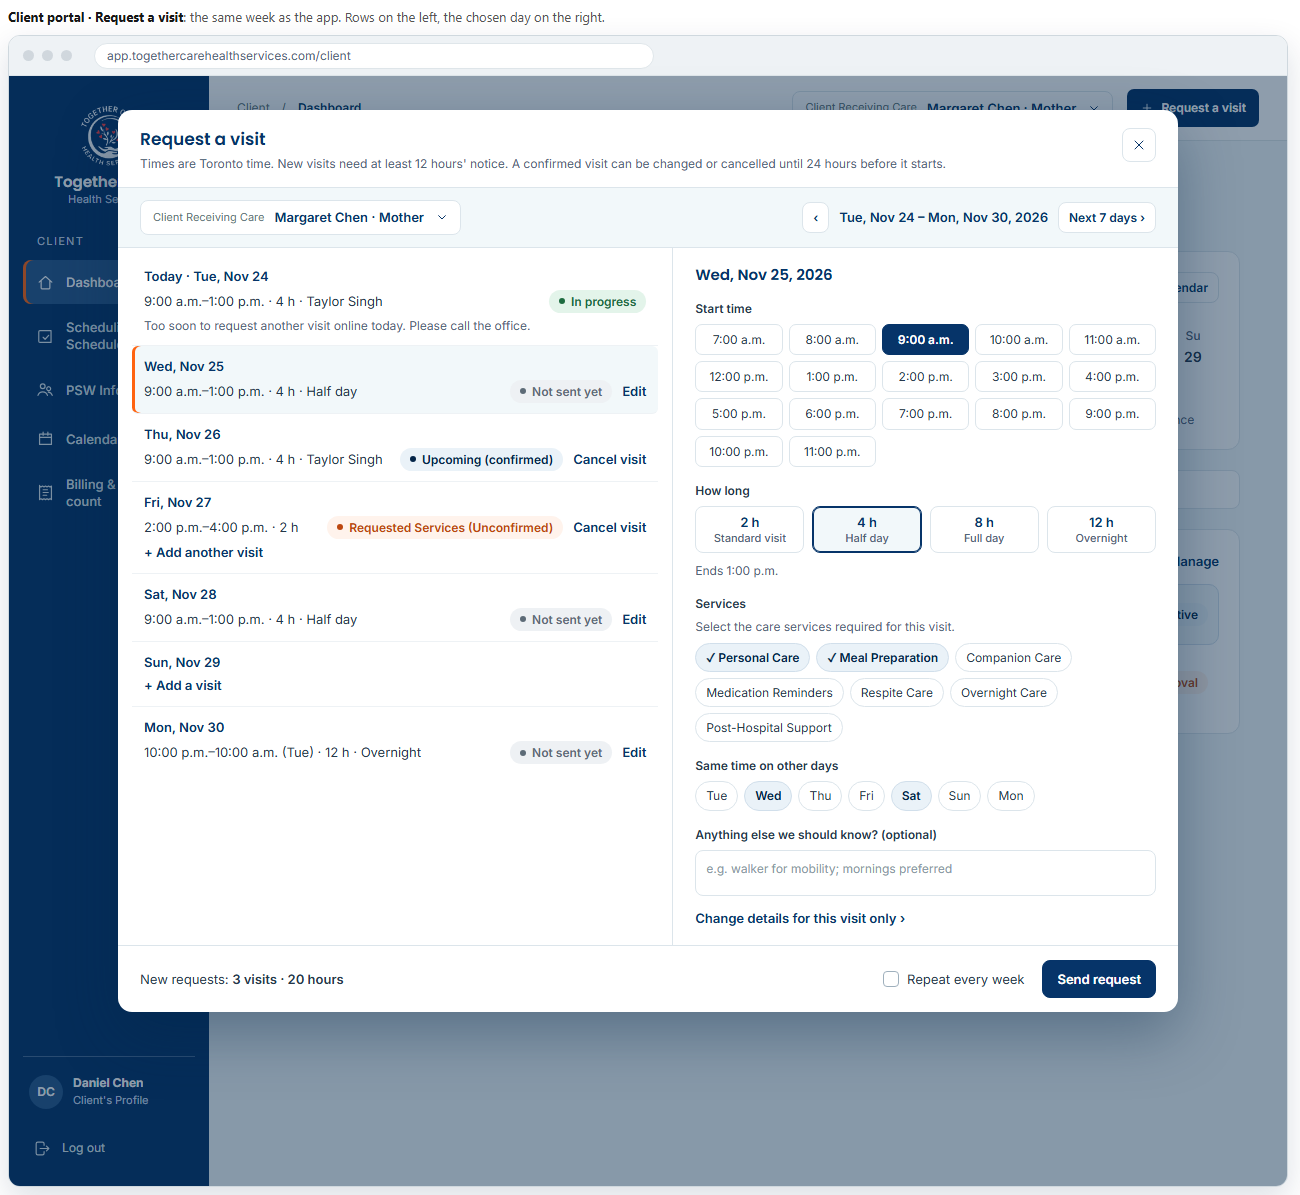 Client portal · Request a visit: the same week as the app. Rows on the left, the chosen day on the right.
app.togethercarehealthservices.com/client
Client / Dashboard
Client Receiving Care Margaret Chen · Mother
+ Request a visit
CLIENT
DC
Daniel Chen
Client's Profile
Log out
Su
29
Request a visit
Times are Toronto time. New visits need at least 12 hours' notice. A confirmed visit can be changed or cancelled until 24 hours before it starts.
Client Receiving Care Margaret Chen · Mother
‹ Tue, Nov 24 – Mon, Nov 30, 2026 Next 7 days ›
Today · Tue, Nov 24
9:00 a.m.–1:00 p.m. · 4 h · Taylor Singh In progress
Too soon to request another visit online today. Please call the office.
Wed, Nov 25
9:00 a.m.–1:00 p.m. · 4 h · Half day Not sent yet Edit
Thu, Nov 26
9:00 a.m.–1:00 p.m. · 4 h · Taylor Singh Upcoming (confirmed) Cancel visit
Fri, Nov 27
2:00 p.m.–4:00 p.m. · 2 h Requested Services (Unconfirmed) Cancel visit
+ Add another visit
Sat, Nov 28
9:00 a.m.–1:00 p.m. · 4 h · Half day Not sent yet Edit
Sun, Nov 29
+ Add a visit
Mon, Nov 30
10:00 p.m.–10:00 a.m. (Tue) · 12 h · Overnight Not sent yet Edit
Wed, Nov 25, 2026
Start time
7:00 a.m. 8:00 a.m. 9:00 a.m. 10:00 a.m. 11:00 a.m.
12:00 p.m. 1:00 p.m. 2:00 p.m. 3:00 p.m. 4:00 p.m.
5:00 p.m. 6:00 p.m. 7:00 p.m. 8:00 p.m. 9:00 p.m.
10:00 p.m. 11:00 p.m.
How long
2 h 4 h 8 h 12 h
Standard visit Half day Full day Overnight
Ends 1:00 p.m.
Services
Select the care services required for this visit.
✓ Personal Care ✓ Meal Preparation Companion Care
Medication Reminders Respite Care Overnight Care
Post-Hospital Support
Same time on other days
Tue Wed Thu Fri Sat Sun Mon
Anything else we should know? (optional)
e.g. walker for mobility; mornings preferred
Change details for this visit only ›
New requests: 3 visits · 20 hours
Repeat every week Send request